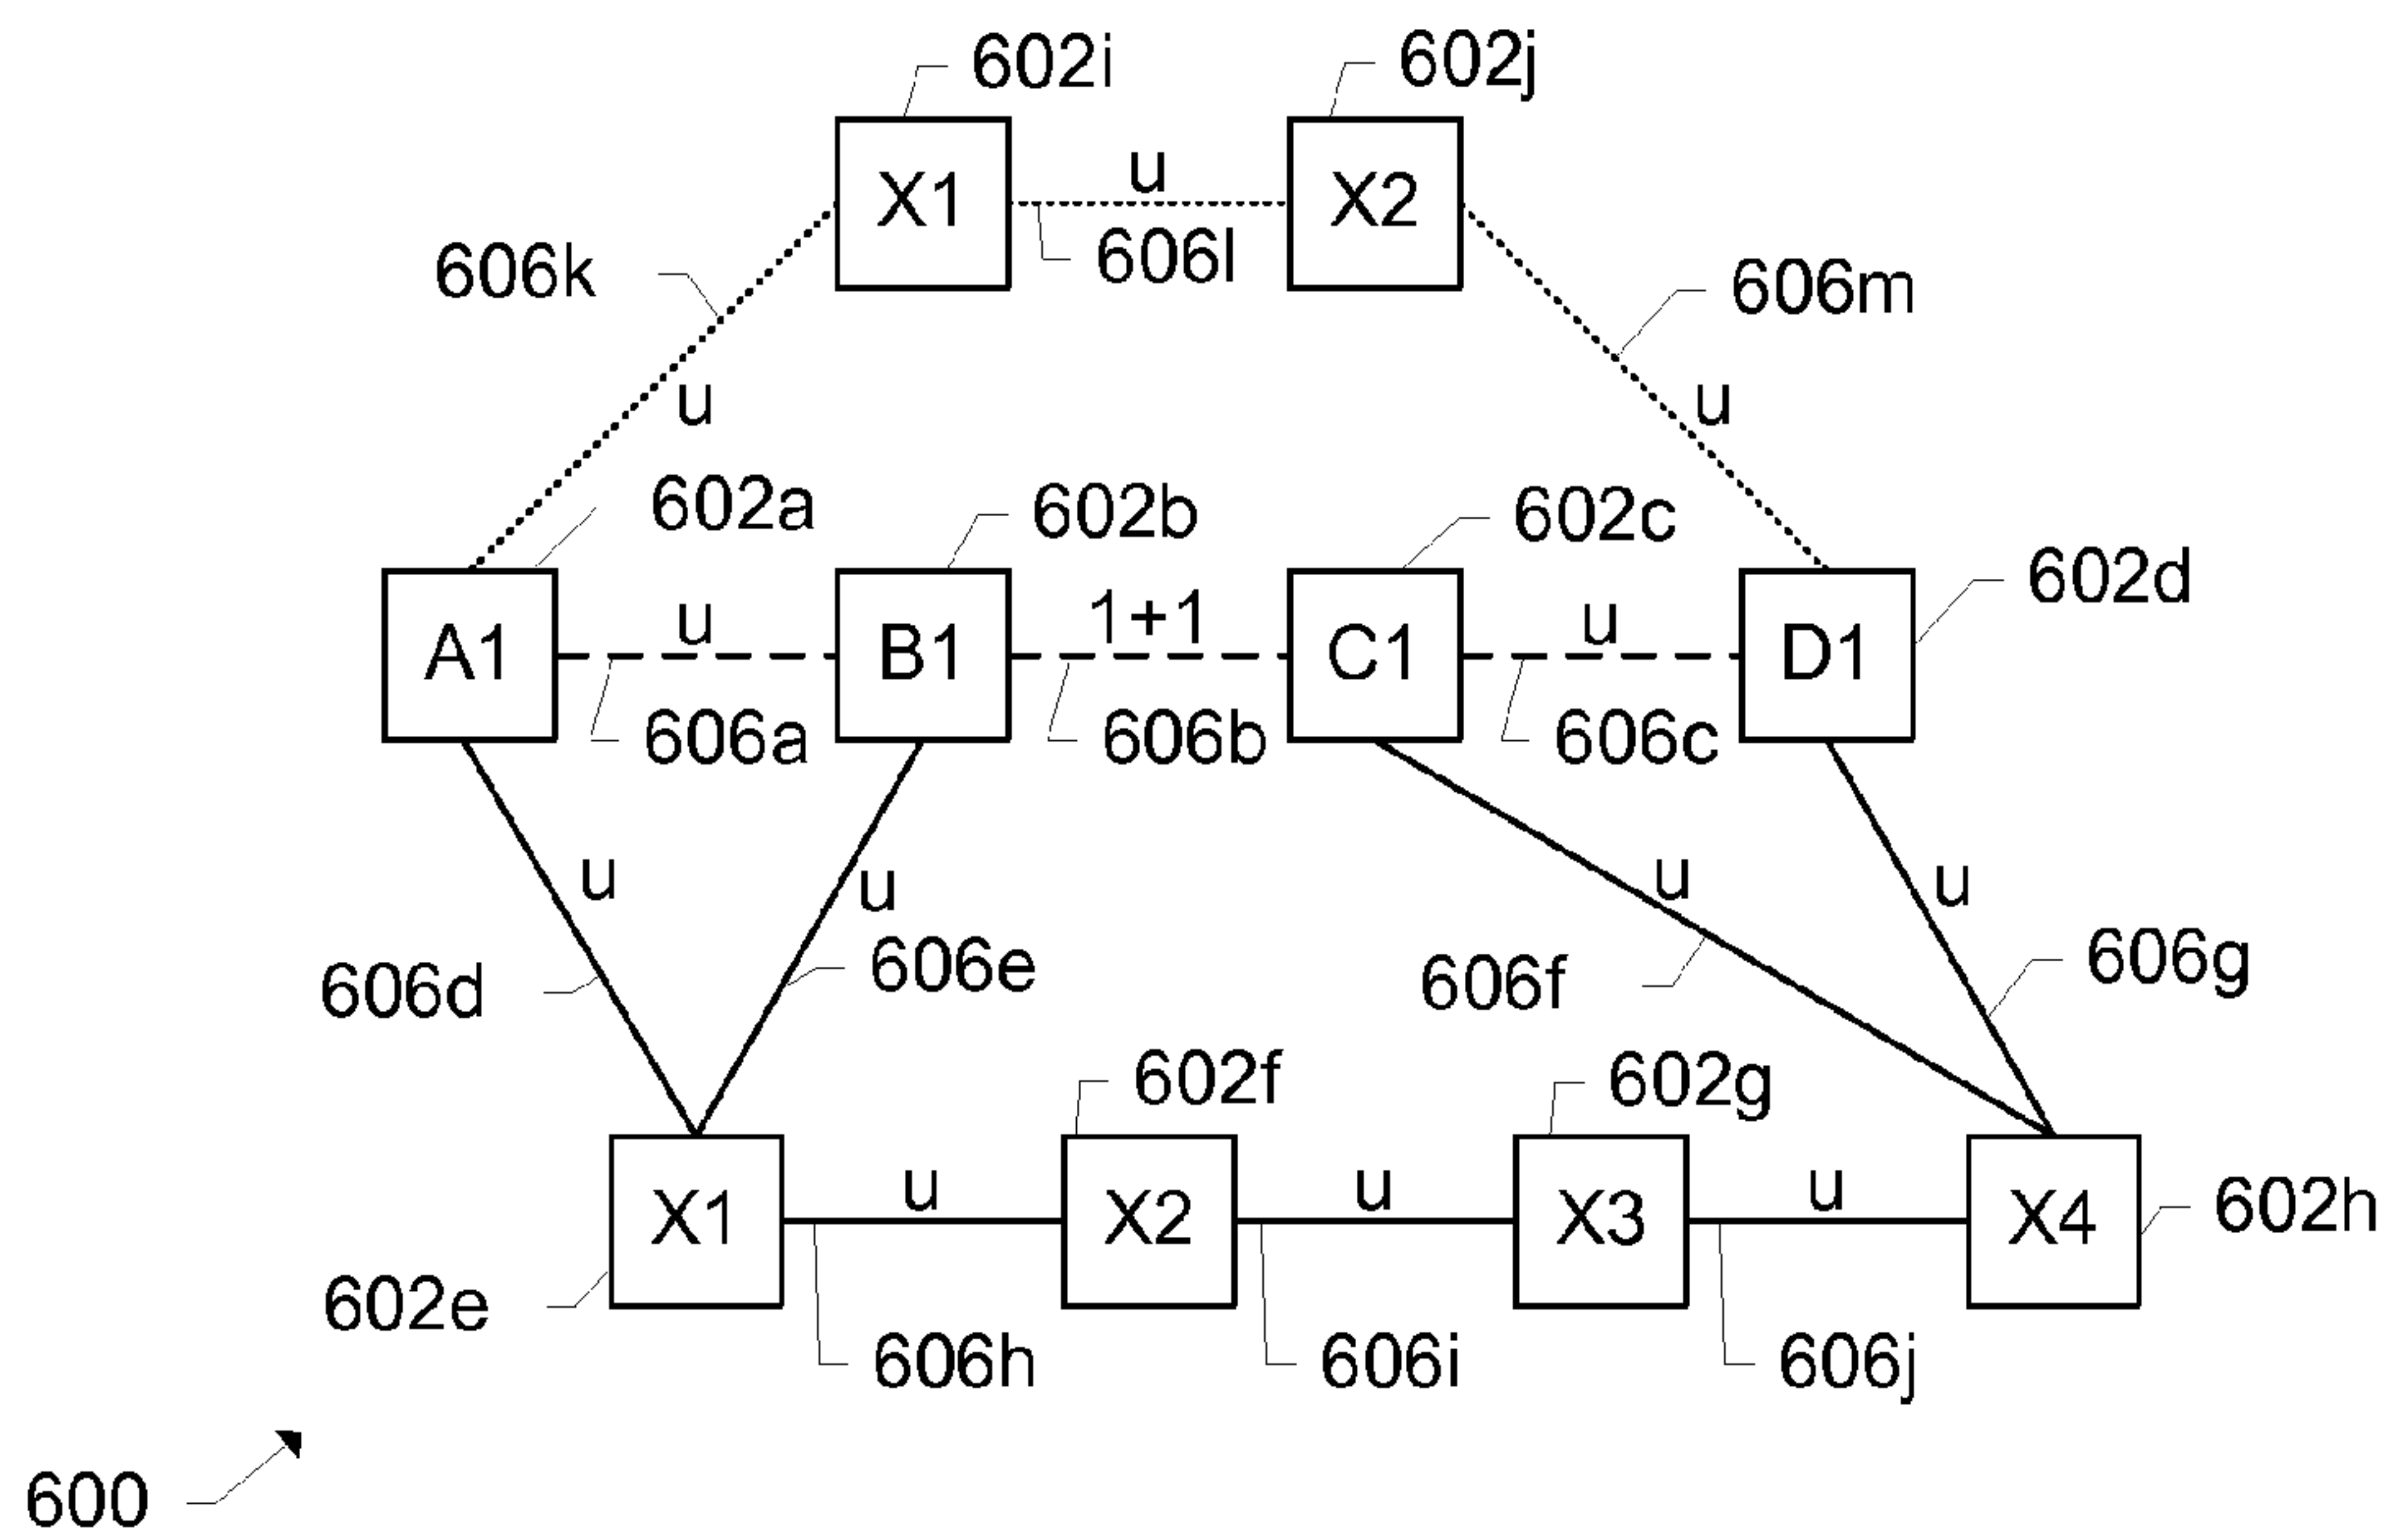 602i 602j
X1 u X2
606k 606l 606m
u u
602a 602b 602c 602d
A1 u B1 1+1 C1 u D1
606a 606b 606c
u u u u
606d 606e 606f 606g
602f 602g
X1 u X2 u X3 u X4 602h
602e 606h 606i 606j
600